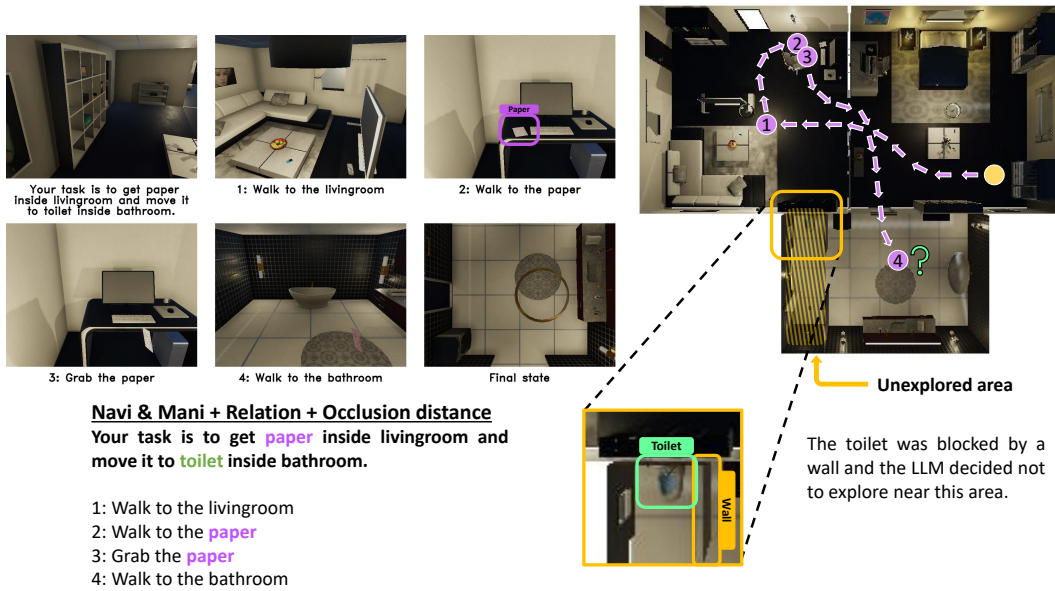 Paper
Your task is to get paper
inside livingroom and move it
to toilet inside bathroom.
1: Walk to the livingroom
2: Walk to the paper
3: Grab the paper
4: Walk to the bathroom
Final state
1
2
3
4
?
Unexplored area
Navi & Mani + Relation + Occlusion distance
Your task is to get paper inside livingroom and
move it to toilet inside bathroom.
1: Walk to the livingroom
2: Walk to the paper
3: Grab the paper
4: Walk to the bathroom
Toilet
Wall
The toilet was blocked by a
wall and the LLM decided not
to explore near this area.